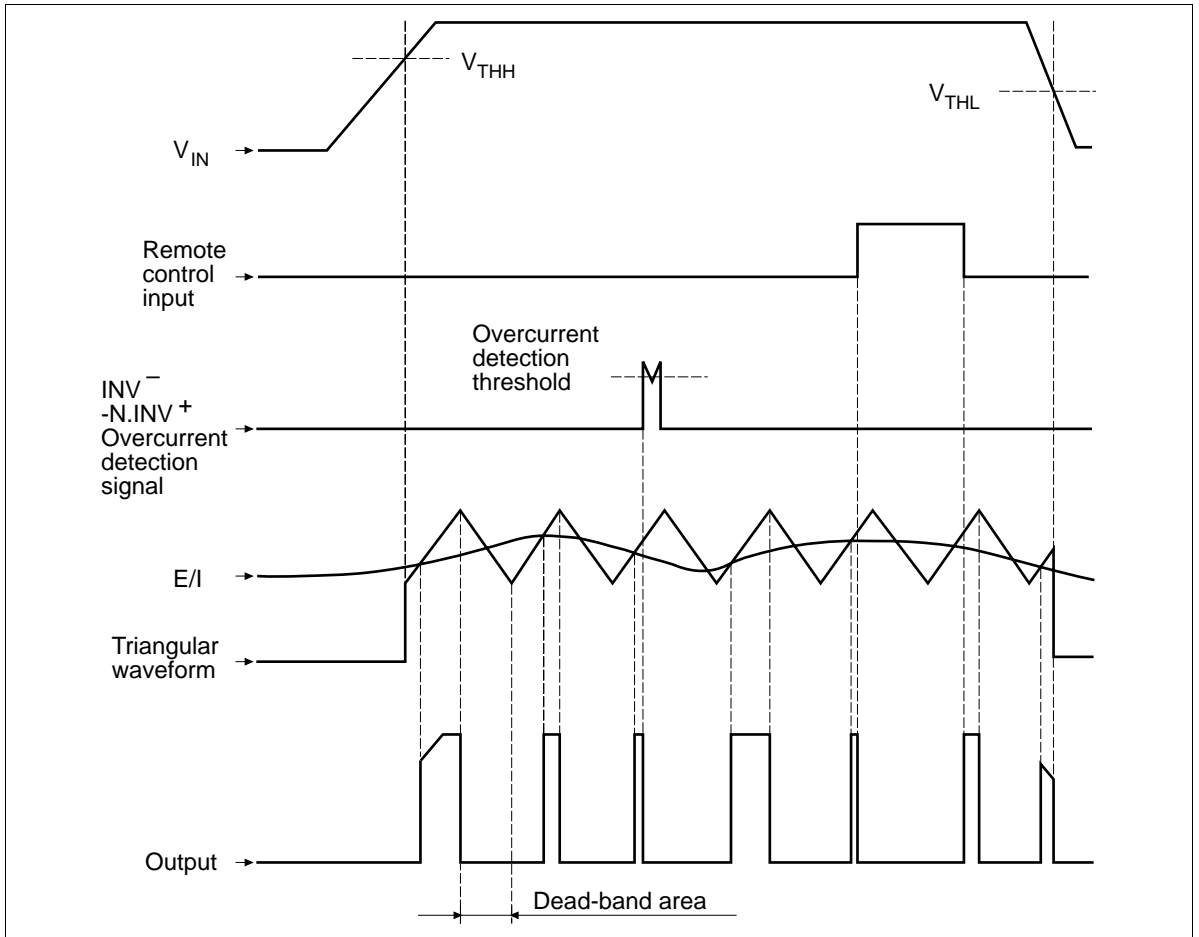 V_THH
V_THL
V_IN
Remote
control
input
Overcurrent
detection
threshold
INV −
-N.INV +
Overcurrent
detection
signal
E/I
Triangular
waveform
Output
Dead-band area